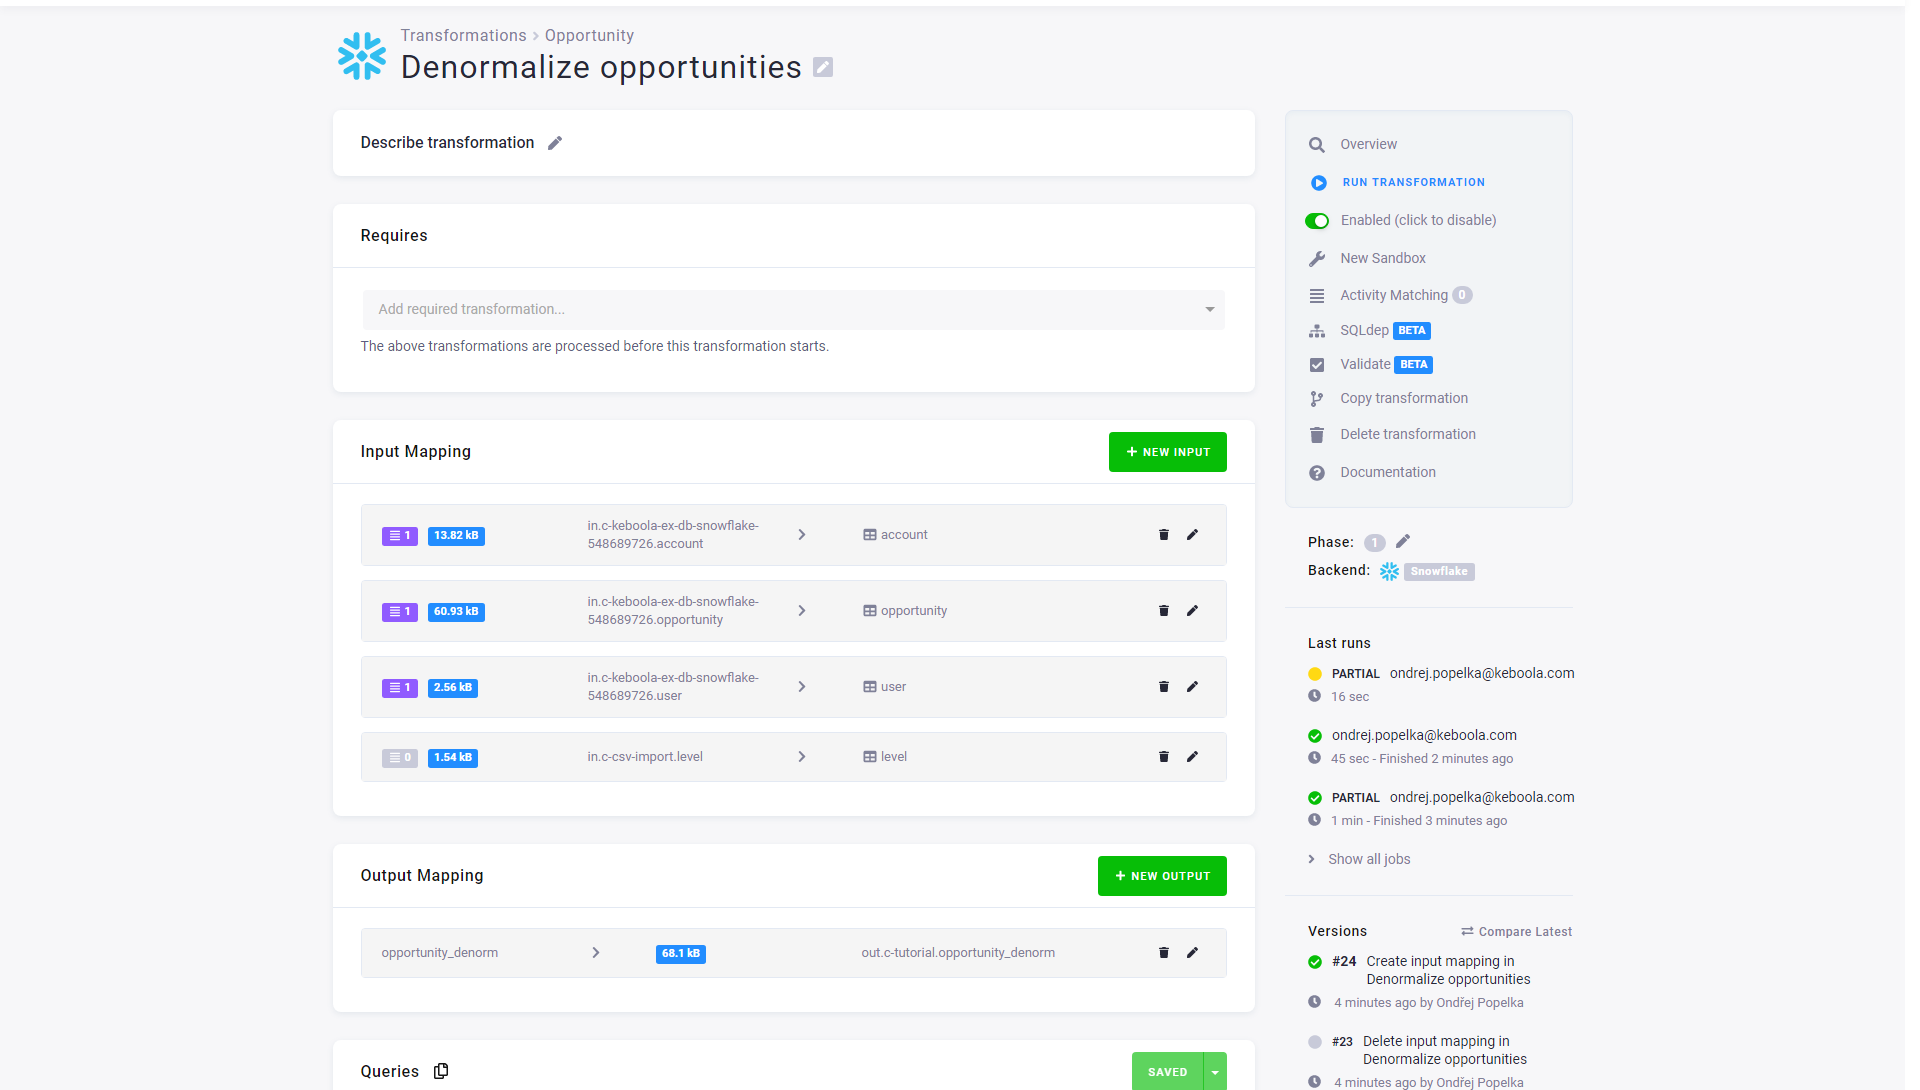 Transformations > Opportunity
Denormalize opportunities
Describe transformation
Requires
Add required transformation...
The above transformations are processed before this transformation starts.
Input Mapping
+ NEW INPUT
1 13.82 kB
in.c-keboola-ex-db-snowflake-
548689726.account
account
1 60.93 kB
in.c-keboola-ex-db-snowflake-
548689726.opportunity
opportunity
1 2.56 kB
in.c-keboola-ex-db-snowflake-
548689726.user
user
0 1.54 kB
in.c-csv-import.level
level
Output Mapping
+ NEW OUTPUT
opportunity_denorm
68.1 kB
out.c-tutorial.opportunity_denorm
Queries
SAVED
Overview
RUN TRANSFORMATION
Enabled (click to disable)
New Sandbox
Activity Matching 0
SQLdep BETA
Validate BETA
Copy transformation
Delete transformation
Documentation
Phase: 1
Backend: Snowflake
Last runs
PARTIAL ondrej.popelka@keboola.com
16 sec
ondrej.popelka@keboola.com
45 sec - Finished 2 minutes ago
PARTIAL ondrej.popelka@keboola.com
1 min - Finished 3 minutes ago
Show all jobs
Versions
Compare Latest
#24 Create input mapping in
Denormalize opportunities
4 minutes ago by Ondřej Popelka
#23 Delete input mapping in
Denormalize opportunities
4 minutes ago by Ondřej Popelka